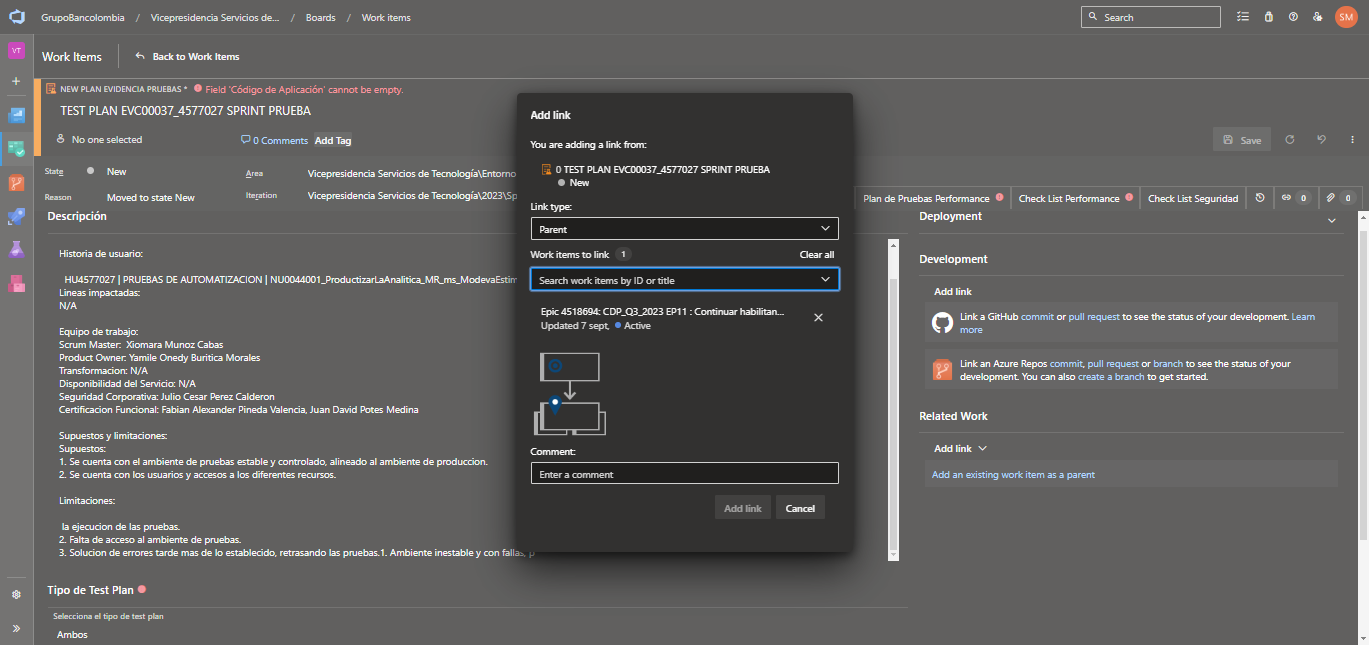 GrupoBancolombia / Vicepresidencia Servicios de... / Boards / Work items
Search
SM
VT
Work Items
Back to Work Items
NEW PLAN EVIDENCIA PRUEBAS * Field 'Código de Aplicación' cannot be empty.
TEST PLAN EVC00037_4577027 SPRINT PRUEBA
No one selected
0 Comments
Add Tag
Save
State
New
Area
Vicepresidencia Servicios de Tecnología\Entorno
Reason
Moved to state New
Iteration
Vicepresidencia Servicios de Tecnología\2023\Sp
Plan de Pruebas Performance
Check List Performance
Check List Seguridad
0
0
Descripción
Historia de usuario:
HU4577027 | PRUEBAS DE AUTOMATIZACION | NU0044001_ProductizarLaAnalitica_MR_ms_ModevaEstim
Lineas impactadas:
N/A
Equipo de trabajo:
Scrum Master: Xiomara Munoz Cabas
Product Owner: Yamile Onedy Buritica Morales
Transformacion: N/A
Disponibilidad del Servicio: N/A
Seguridad Corporativa: Julio Cesar Perez Calderon
Certificacion Funcional: Fabian Alexander Pineda Valencia, Juan David Potes Medina
Supuestos y limitaciones:
Supuestos:
1. Se cuenta con el ambiente de pruebas estable y controlado, alineado al ambiente de produccion.
2. Se cuenta con los usuarios y accesos a los diferentes recursos.
Limitaciones:
la ejecucion de las pruebas.
2. Falta de acceso al ambiente de pruebas.
3. Solucion de errores tarde mas de lo establecido, retrasando las pruebas.1. Ambiente inestable y con fallas, p
Tipo de Test Plan
Selecciona el tipo de test plan
Ambos
Add link
You are adding a link from:
0 TEST PLAN EVC00037_4577027 SPRINT PRUEBA
New
Link type:
Parent
Work items to link 1
Clear all
Search work items by ID or title
Epic 4518694: CDP_Q3_2023 EP11 : Continuar habilitan...
Updated 7 sept, Active
Comment:
Enter a comment
Add link
Cancel
Deployment
Development
Add link
Link a GitHub commit or pull request to see the status of your development. Learn
more
Link an Azure Repos commit, pull request or branch to see the status of your
development. You can also create a branch to get started.
Related Work
Add link
Add an existing work item as a parent